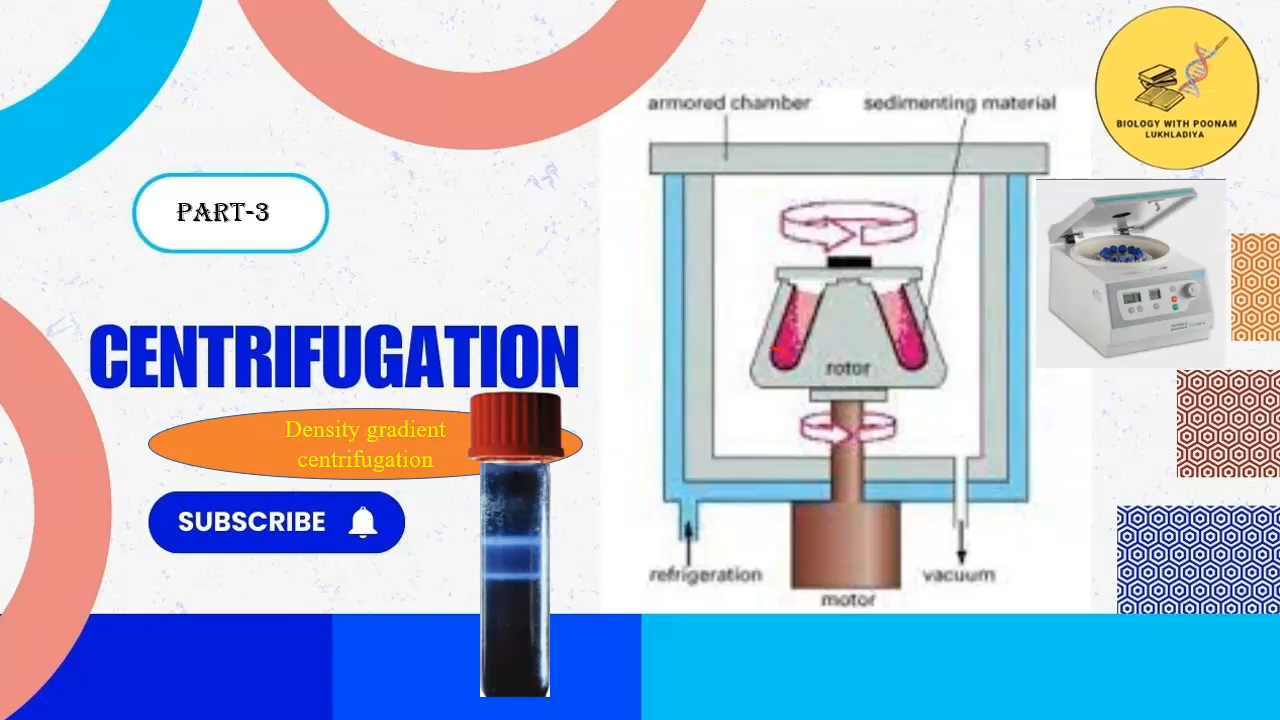 armored chamber
sedimenting material
BIOLOGY WITH POONAM
LUKHLADIYA
PART-3
CENTRIFUGATION
rotor
Density gradient
centrifugation
SUBSCRIBE
refrigeration
vacuum
motor